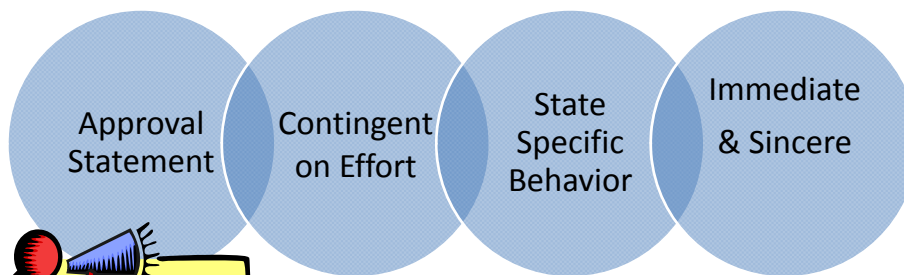 Approval
Statement
Contingent
on Effort
State
Specific
Behavior
Immediate
& Sincere